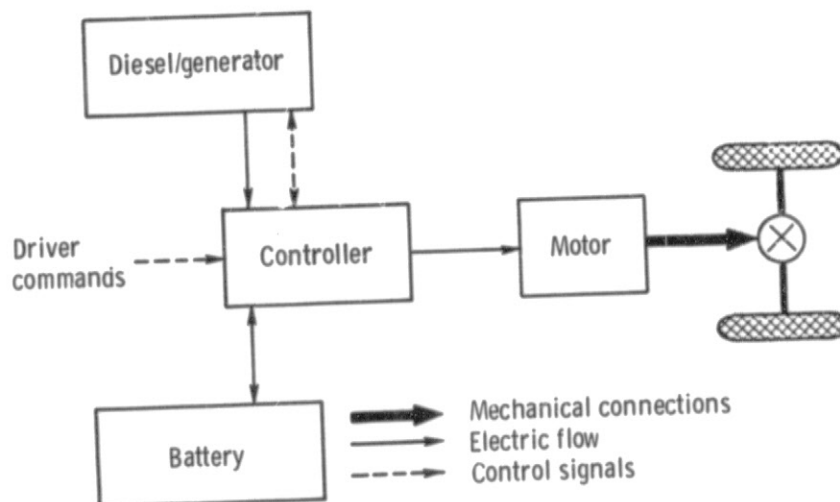 Diesel/generator
Driver
commands
Controller
Motor
Battery
Mechanical connections
Electric flow
Control signals